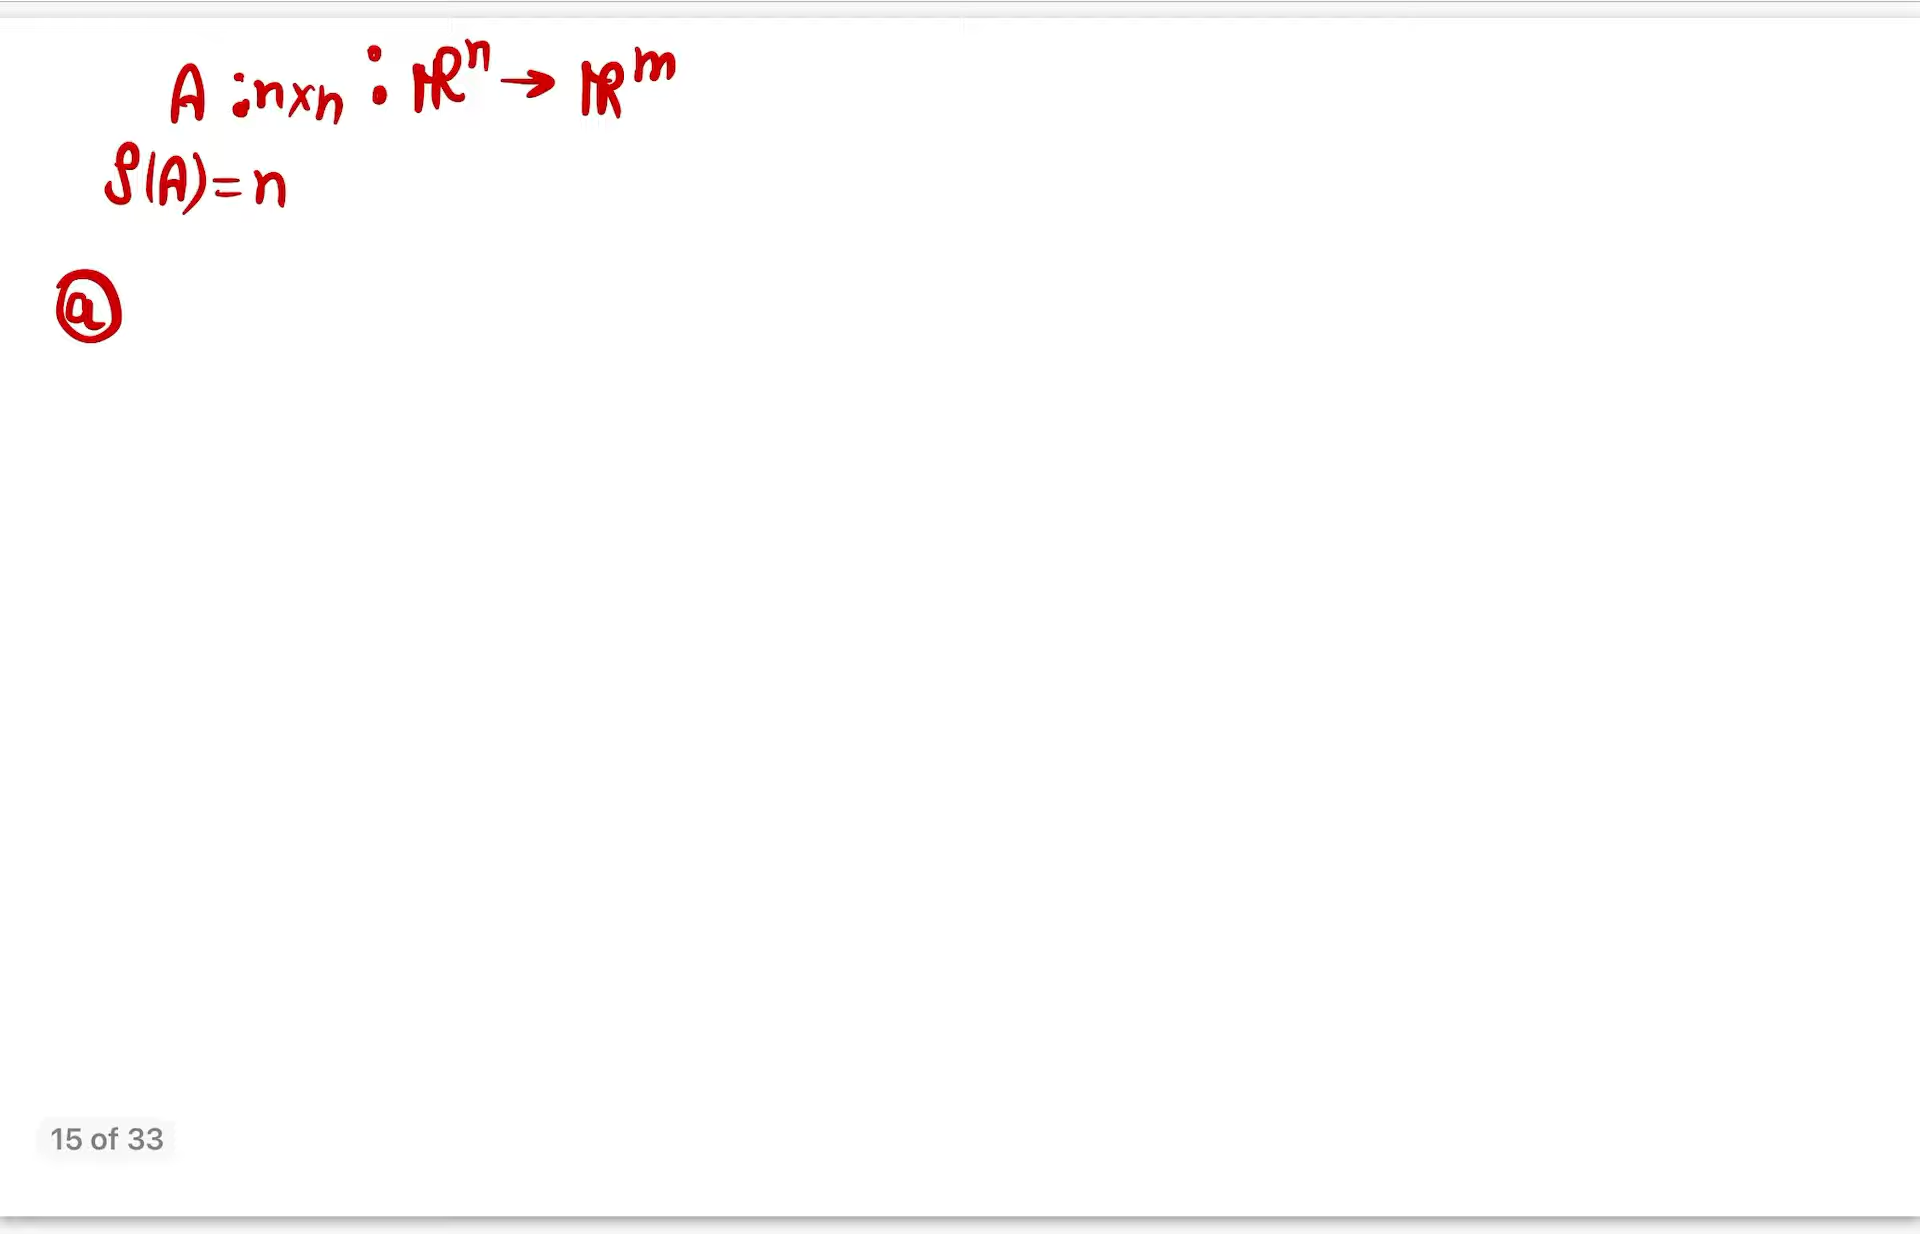 A : n×n : ℝⁿ → ℝᵐ
ρ(A) = n
ⓐ
15 of 33